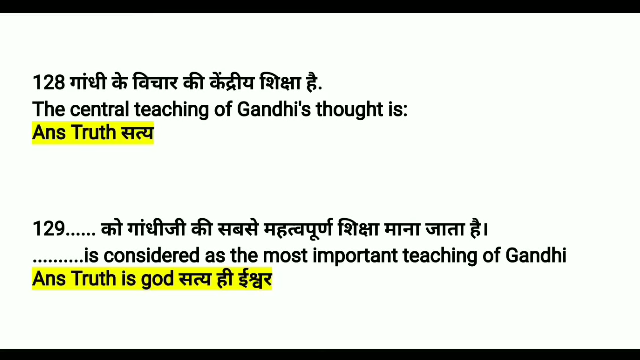 128 गांधी के विचार की केंद्रीय शिक्षा है.
The central teaching of Gandhi's thought is:
Ans Truth सत्य
129...... को गांधीजी की सबसे महत्वपूर्ण शिक्षा माना जाता है।
..........is considered as the most important teaching of Gandhi
Ans Truth is god सत्य ही ईश्वर